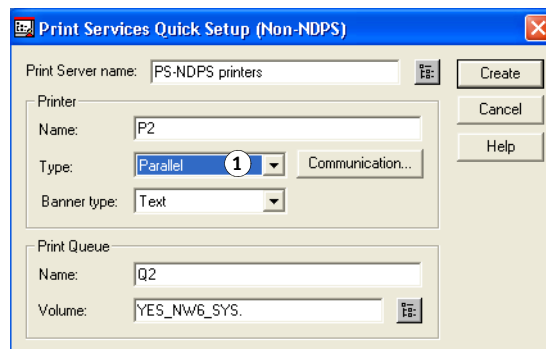 Print Services Quick Setup (Non-NDPS)
Print Server name: PS-NDPS printers
Create
Printer
Cancel
Name: P2
Help
Type: Parallel 1 Communication...
Banner type: Text
Print Queue
Name: Q2
Volume: YES_NW6_SYS.